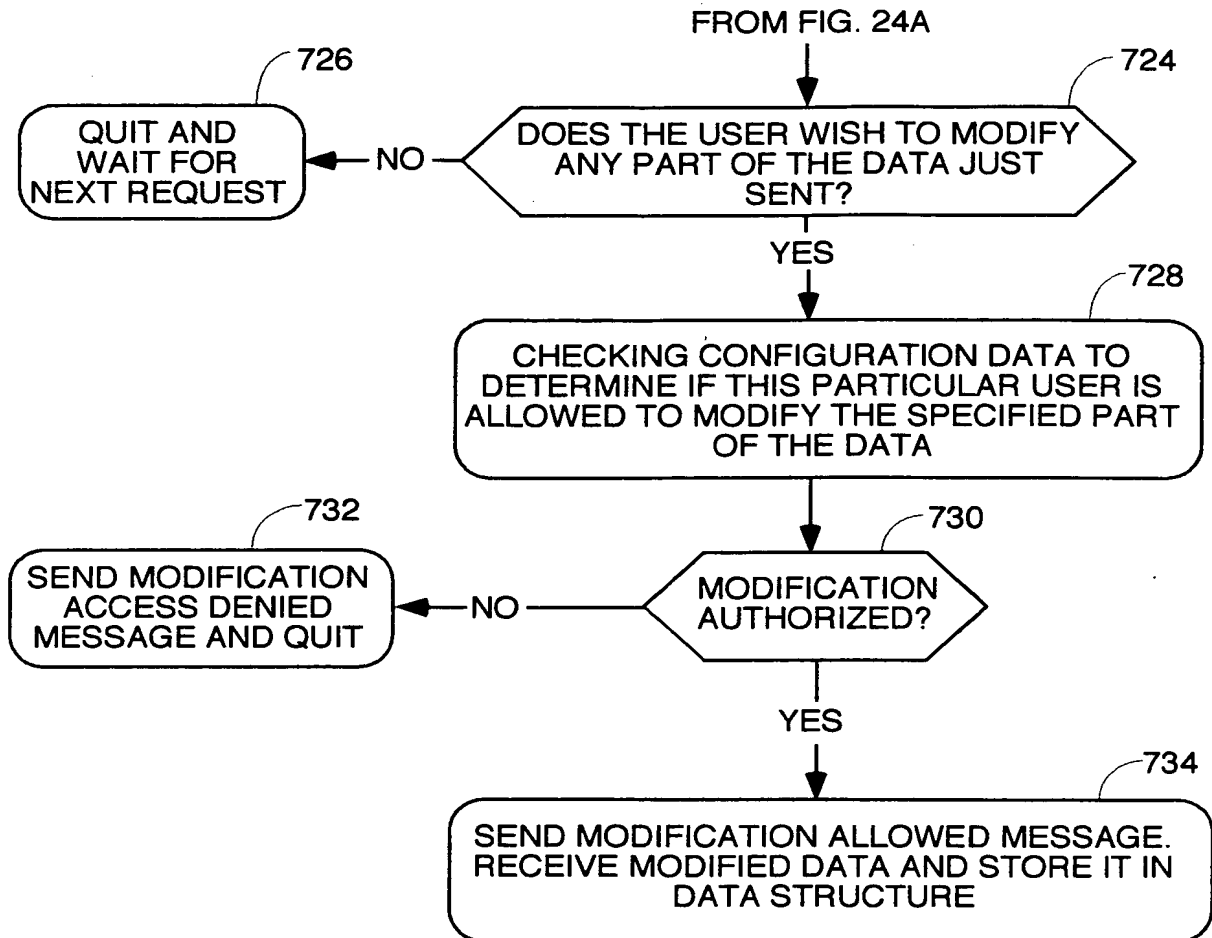 FROM FIG. 24A
726
724
QUIT AND
WAIT FOR
NEXT REQUEST
NO
DOES THE USER WISH TO MODIFY
ANY PART OF THE DATA JUST
SENT?
YES
728
CHECKING CONFIGURATION DATA TO
DETERMINE IF THIS PARTICULAR USER IS
ALLOWED TO MODIFY THE SPECIFIED PART
OF THE DATA
732
730
SEND MODIFICATION
ACCESS DENIED
MESSAGE AND QUIT
NO
MODIFICATION
AUTHORIZED?
YES
734
SEND MODIFICATION ALLOWED MESSAGE.
RECEIVE MODIFIED DATA AND STORE IT IN
DATA STRUCTURE